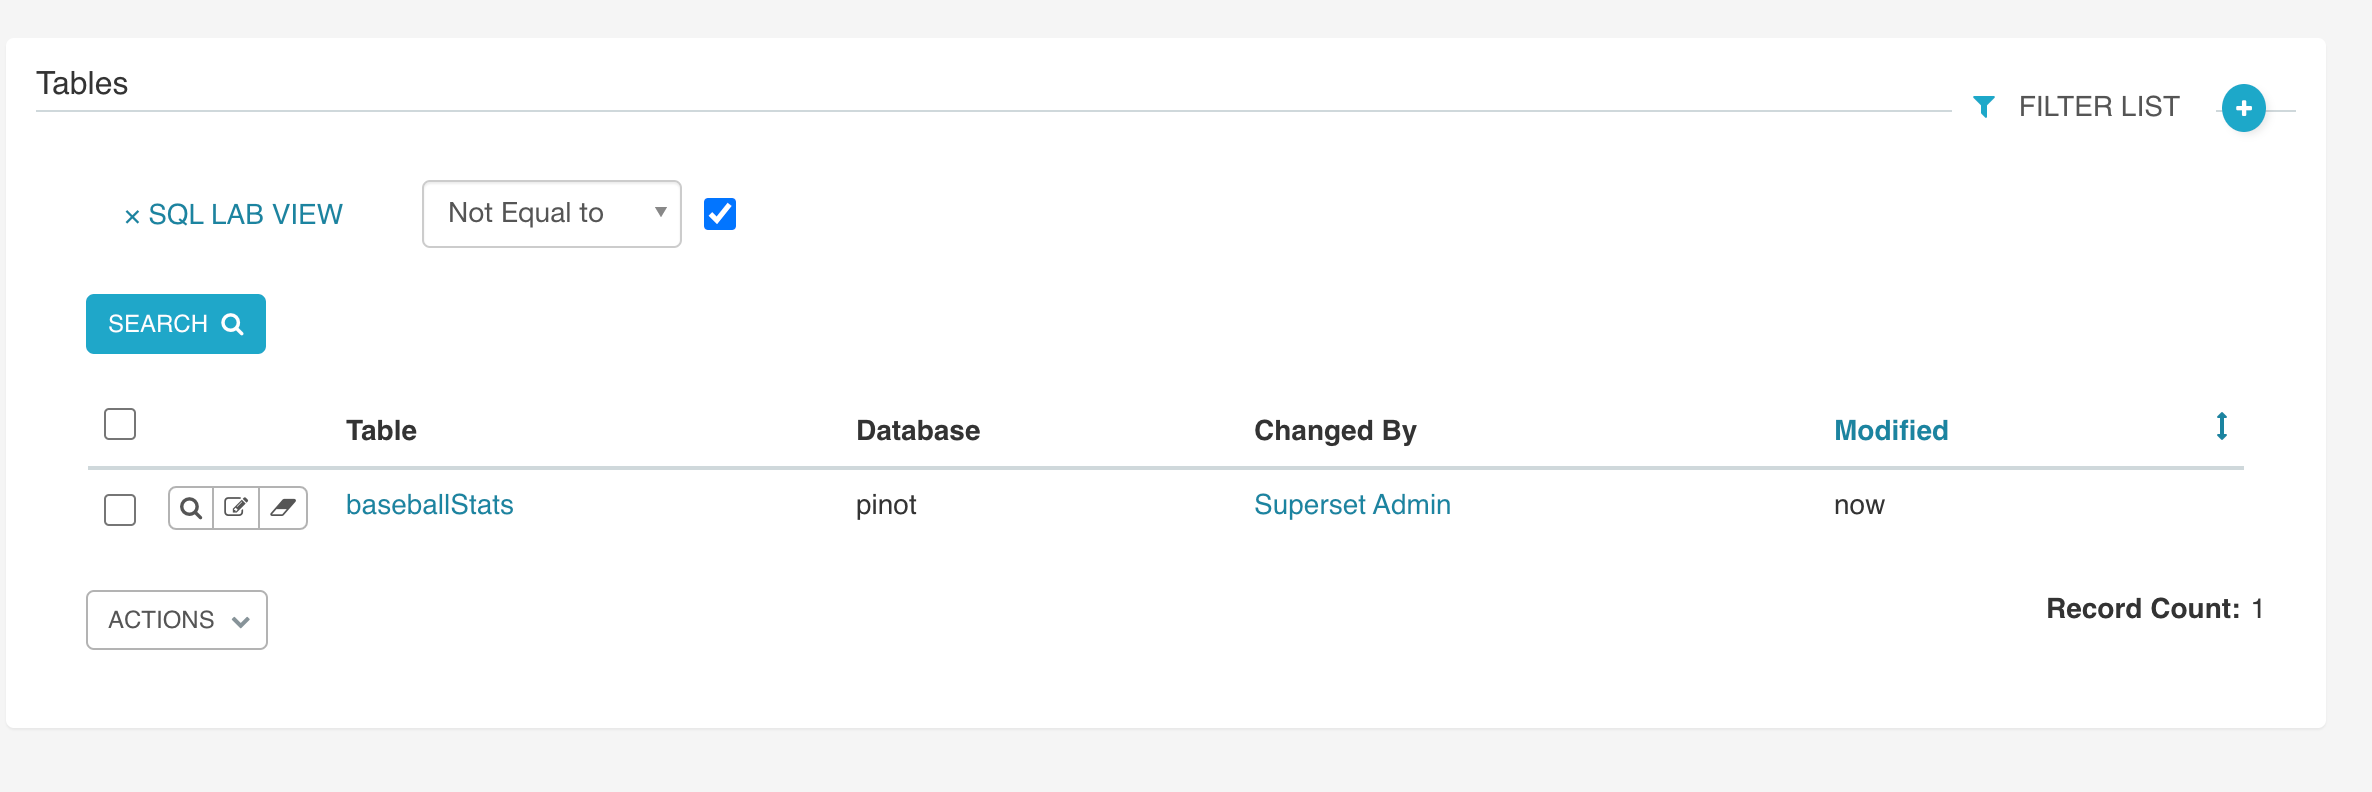 Tables
FILTER LIST
× SQL LAB VIEW Not Equal to
SEARCH
Table Database Changed By Modified
baseballStats pinot Superset Admin now
ACTIONS
Record Count: 1